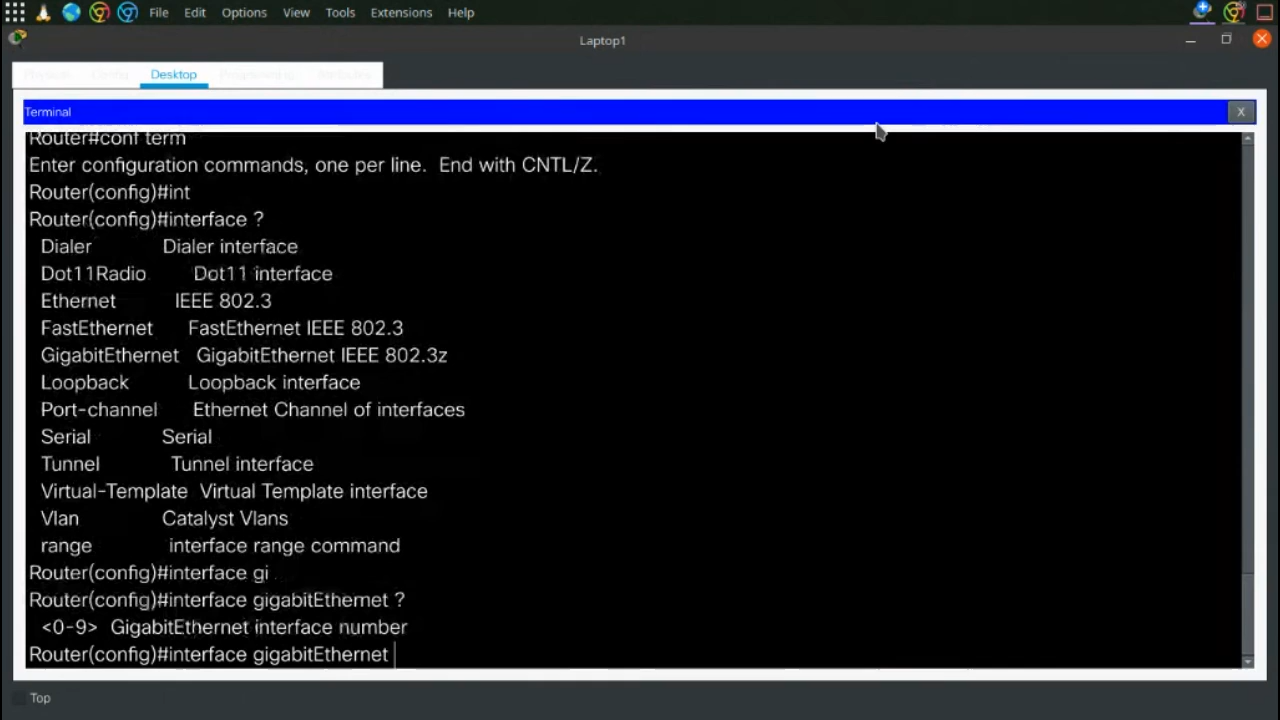 File Edit Options View Tools Extensions Help
Laptop1
Physical Config Desktop Programming Attributes
Terminal X
Router#conf term
Enter configuration commands, one per line.  End with CNTL/Z.
Router(config)#int
Router(config)#interface ?
Dialer Dialer interface
Dot11Radio Dot11 interface
Ethernet IEEE 802.3
FastEthernet FastEthernet IEEE 802.3
GigabitEthernet GigabitEthernet IEEE 802.3z
Loopback Loopback interface
Port-channel Ethernet Channel of interfaces
Serial Serial
Tunnel Tunnel interface
Virtual-Template Virtual Template interface
Vlan Catalyst Vlans
range interface range command
Router(config)#interface gi
Router(config)#interface gigabitEthernet ?
<0-9> GigabitEthernet interface number
Router(config)#interface gigabitEthernet
Top